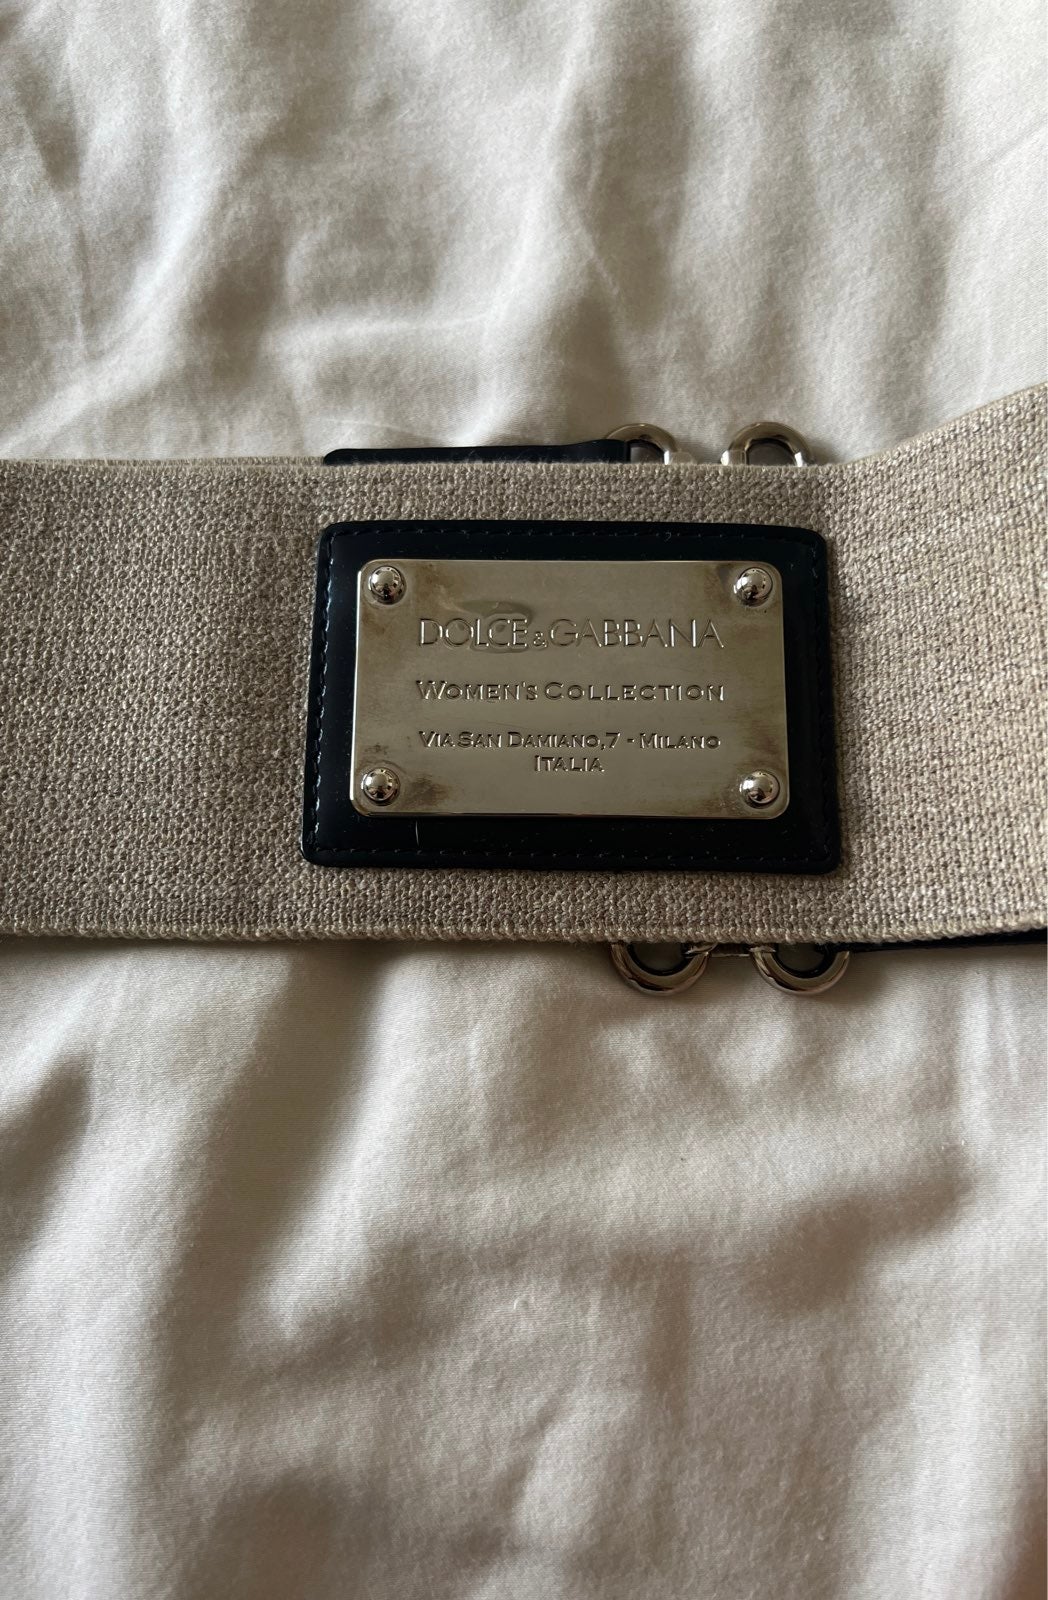 DOLCE&GABBANA
WOMEN'S COLLECTION
VIA SAN DAMIANO,7 - MILANO
ITALIA